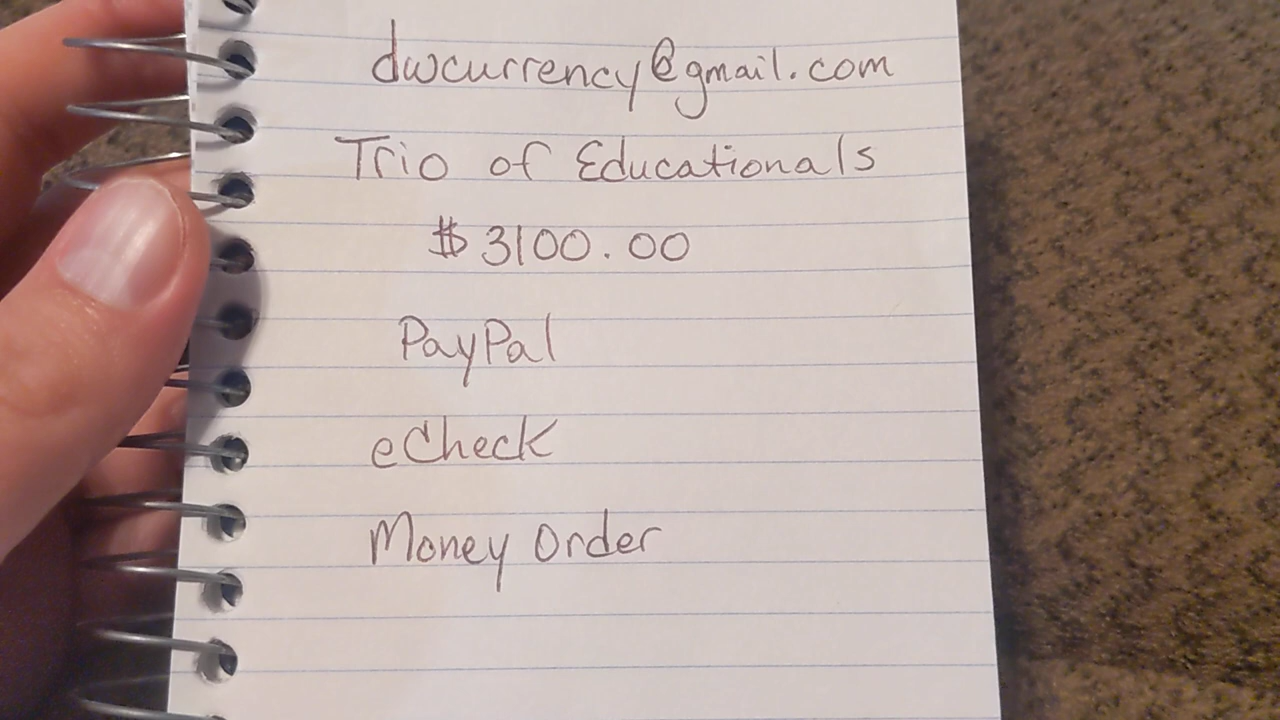 dwcurrency@gmail.com
Trio of Educationals
$3100.00
PayPal
eCheck
Money Order